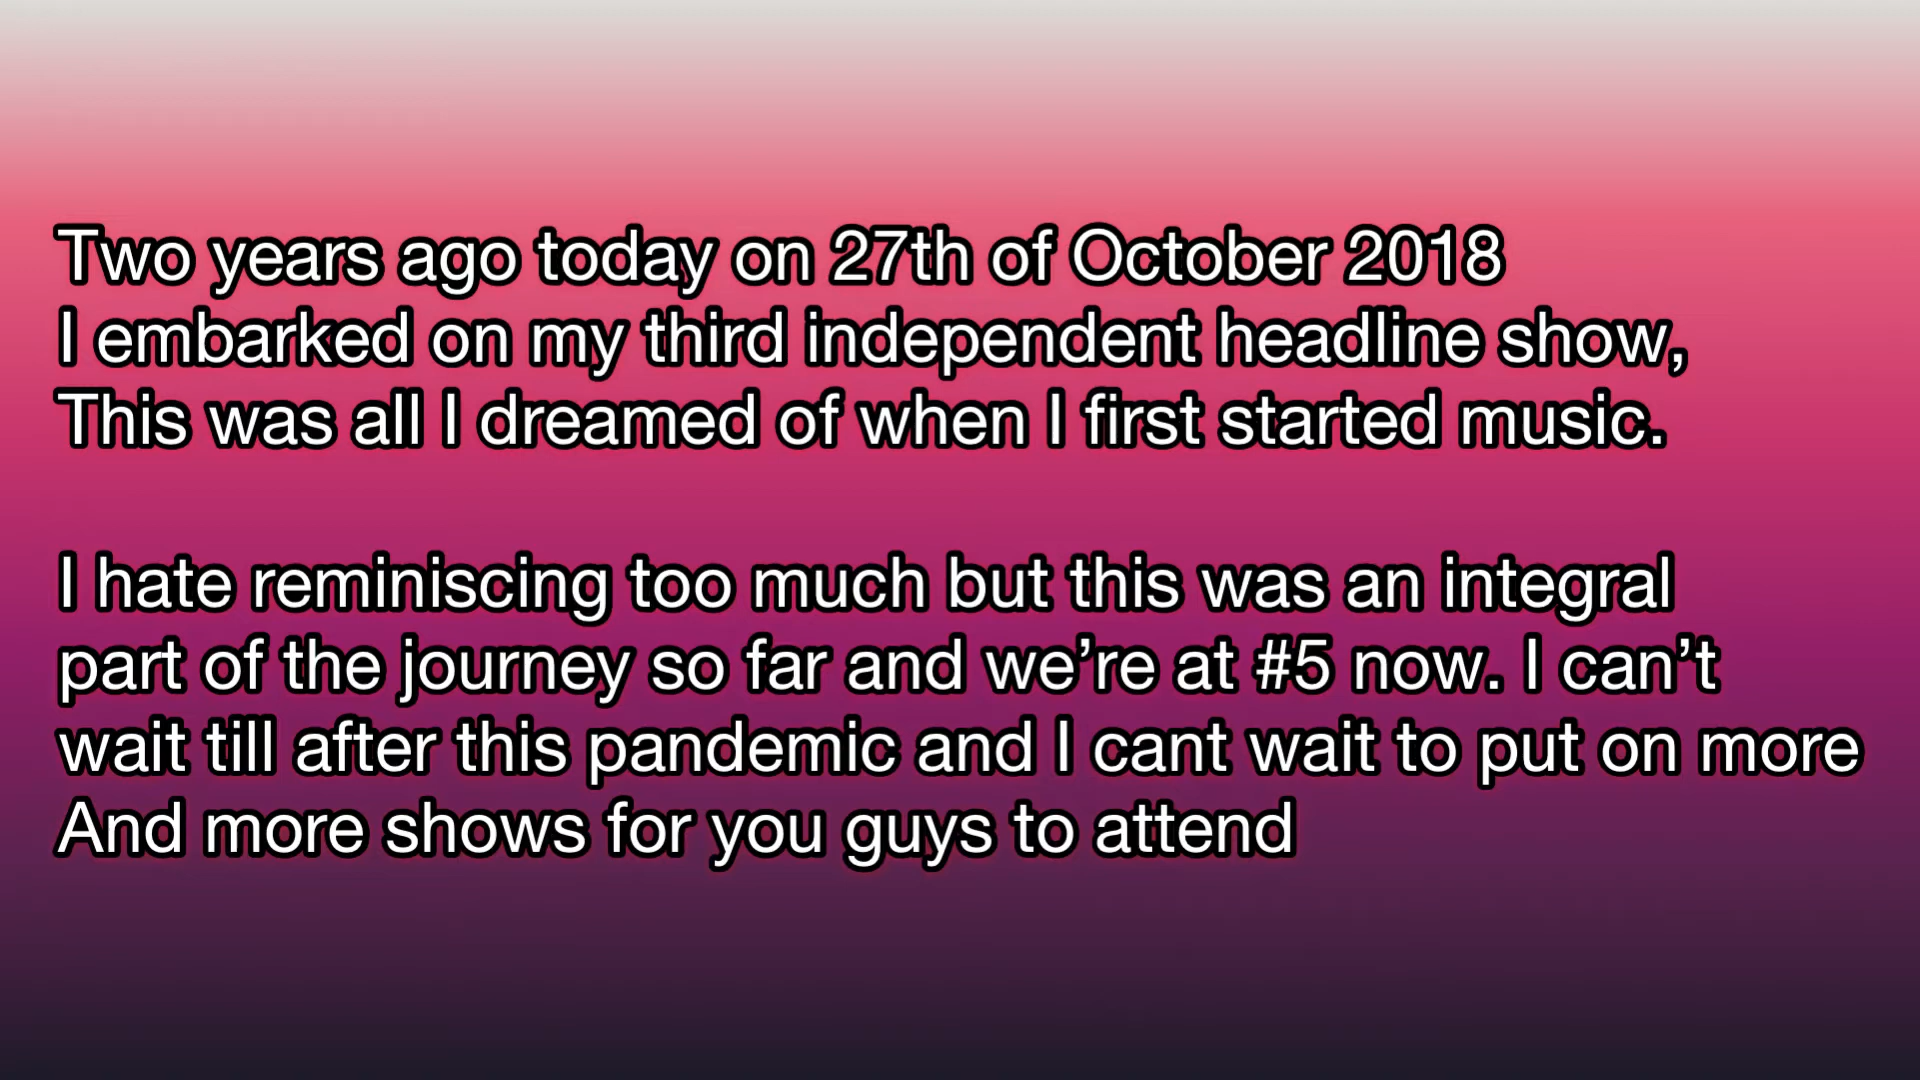 Two years ago today on 27th of October 2018
I embarked on my third independent headline show,
This was all I dreamed of when I first started music.
I hate reminiscing too much but this was an integral
part of the journey so far and we’re at #5 now. I can’t
wait till after this pandemic and I cant wait to put on more
And more shows for you guys to attend